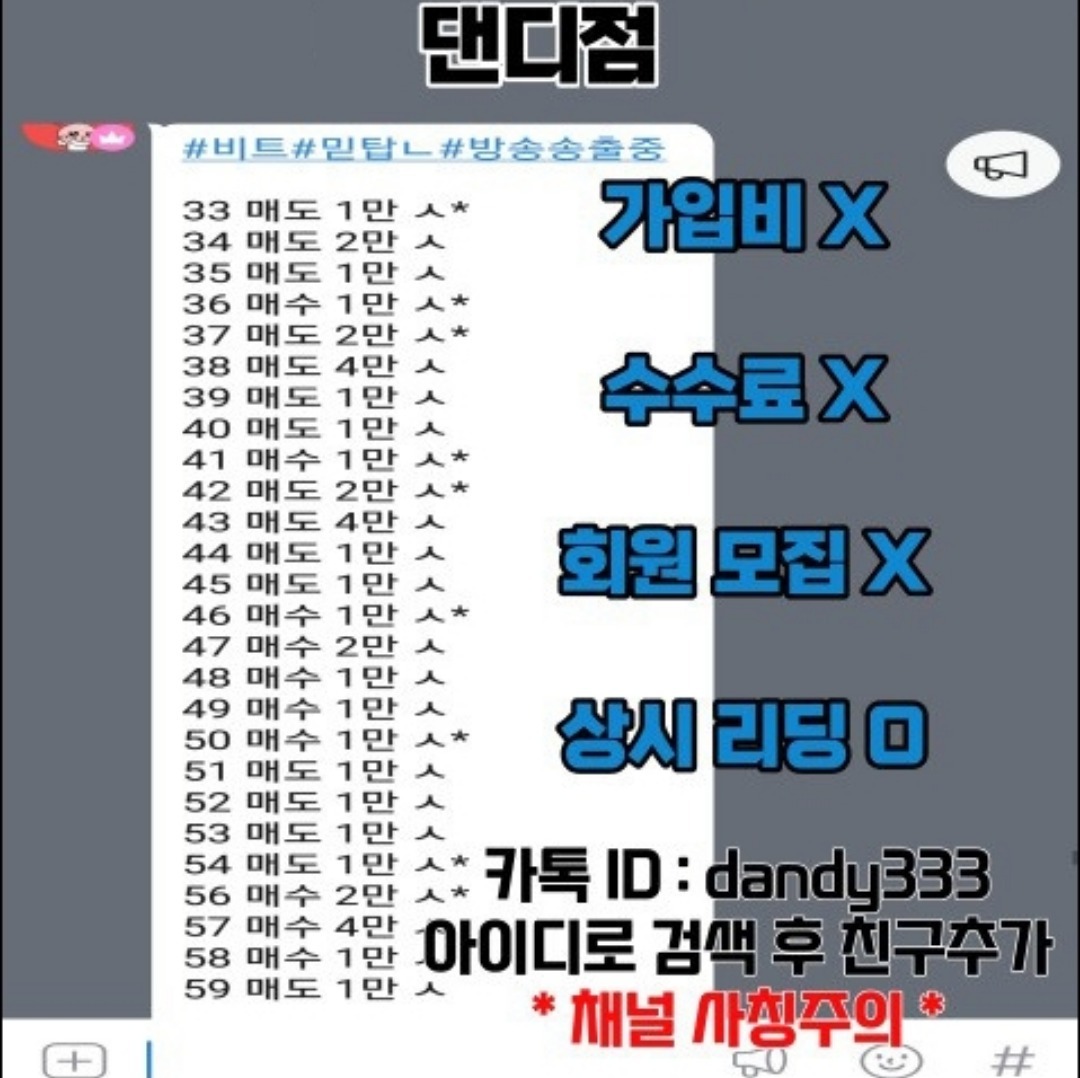 댄디점
#비트#믿탑ㄴ#방송송출중
33 매도 1만 ㅅ*
34 매도 2만 ㅅ
35 매도 1만 ㅅ
36 매수 1만 ㅅ*
37 매도 2만 ㅅ*
38 매도 4만 ㅅ
39 매도 1만 ㅅ
40 매도 1만 ㅅ
41 매수 1만 ㅅ*
42 매도 2만 ㅅ*
43 매도 4만 ㅅ
44 매도 1만 ㅅ
45 매도 1만 ㅅ
46 매수 1만 ㅅ*
47 매수 2만 ㅅ
48 매수 1만 ㅅ
49 매수 1만 ㅅ
50 매수 1만 ㅅ*
51 매도 1만 ㅅ
52 매도 1만 ㅅ
53 매도 1만 ㅅ
54 매도 1만 ㅅ*
56 매수 2만 ㅅ*
57 매수 4만
58 매수 1만
59 매도 1만 ㅅ
가입비 X
수수료 X
회원 모집 X
상시 리딩 O
카톡 ID : dandy333
아이디로 검색 후 친구추가
* 채널 사칭주의 *
#